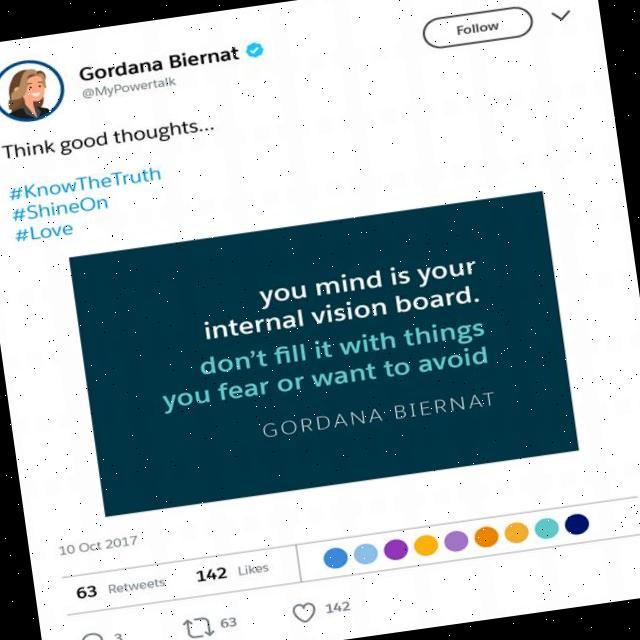 Gordana Biernat
@MyPowertalk
Follow
Think good thoughts...
#KnowTheTruth
#ShineOn
#Love
you mind is your
internal vision board.
don't fill it with things
you fear or want to avoid
GORDANA BIERNAT
10 Oct 2017
63 Retweets 142 Likes
3 63 142